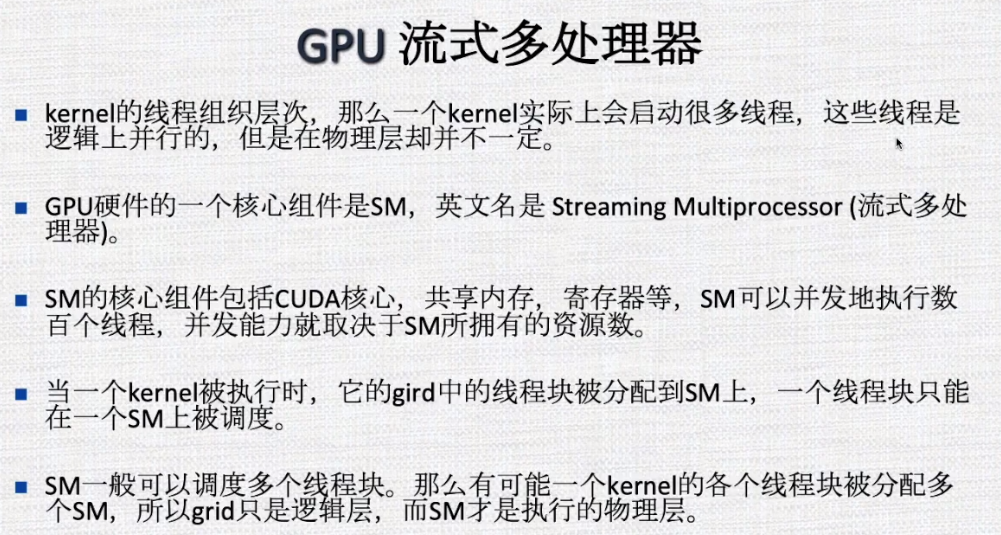 GPU 流式多处理器
kernel的线程组织层次，那么一个kernel实际上会启动很多线程，这些线程是
逻辑上并行的，但是在物理层却并不一定。
GPU硬件的一个核心组件是SM，英文名是 Streaming Multiprocessor (流式多处
理器)。
SM的核心组件包括CUDA核心，共享内存，寄存器等，SM可以并发地执行数
百个线程，并发能力就取决于SM所拥有的资源数。
当一个kernel被执行时，它的gird中的线程块被分配到SM上，一个线程块只能
在一个SM上被调度。
SM一般可以调度多个线程块。那么有可能一个kernel的各个线程块被分配多
个SM，所以grid只是逻辑层，而SM才是执行的物理层。